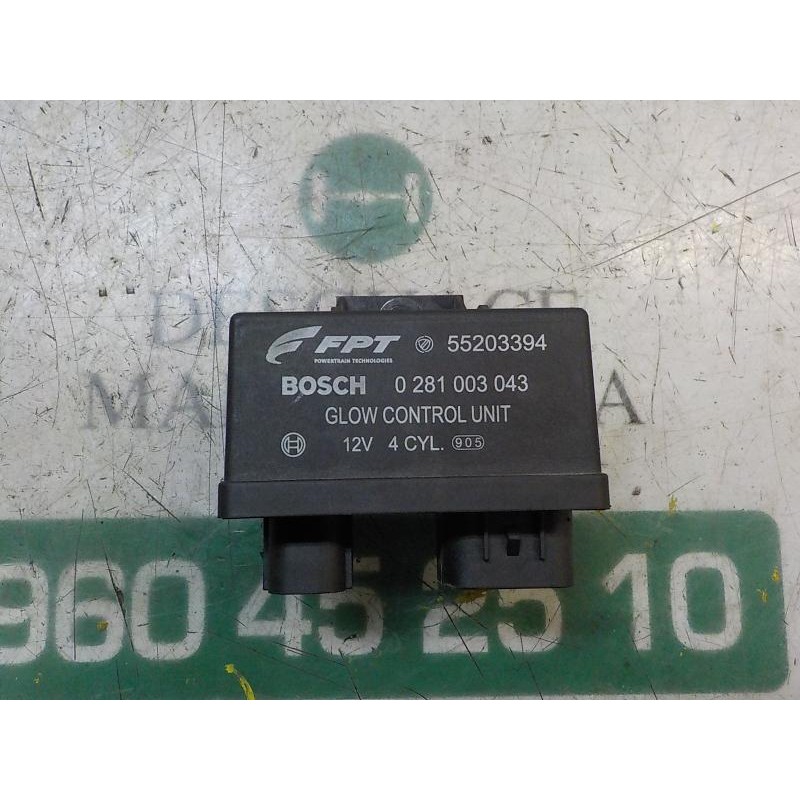 FPT 55203394
POWERTRAIN TECHNOLOGIES
BOSCH 0 281 003 043
GLOW CONTROL UNIT
12V 4 CYL. 905
960 45 25 10